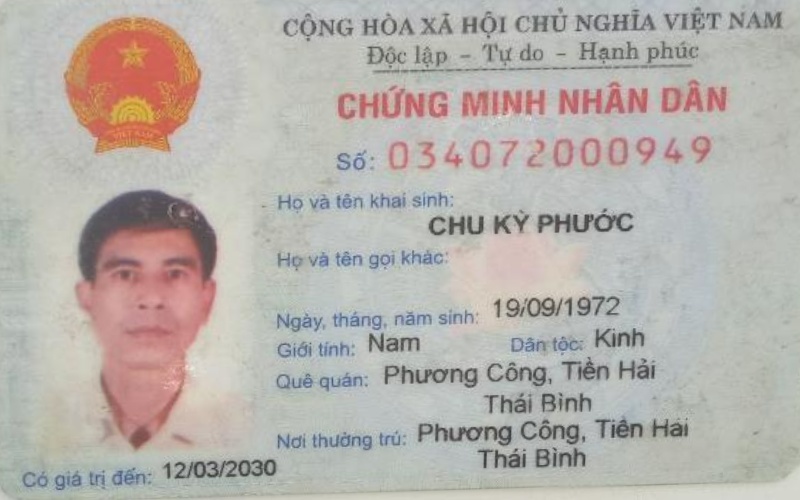 CỘNG HÒA XÃ HỘI CHỦ NGHĨA VIỆT NAM
Độc lập - Tự do - Hạnh phúc
CHỨNG MINH NHÂN DÂN
Số: 034072000949
Họ và tên khai sinh:
CHU KỲ PHƯỚC
Họ và tên gọi khác:
Ngày, tháng, năm sinh: 19/09/1972
Giới tính: Nam Dân tộc: Kinh
Quê quán: Phương Công, Tiền Hải
Thái Bình
Nơi thường trú: Phương Công, Tiền Hải
Thái Bình
Có giá trị đến: 12/03/2030
VIỆT NAM